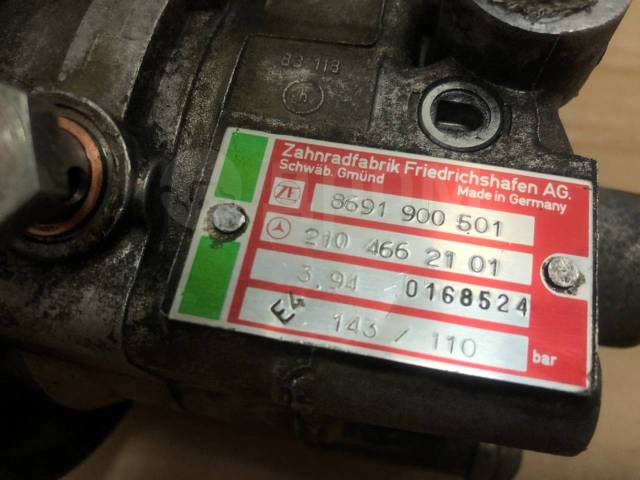 83 113
Zahnradfabrik Friedrichshafen AG.
Schwäb. Gmünd Made in Germany
ZF 8691 900 501
210 466 21 01
3.94 0168524
E4 143 / 110 bar